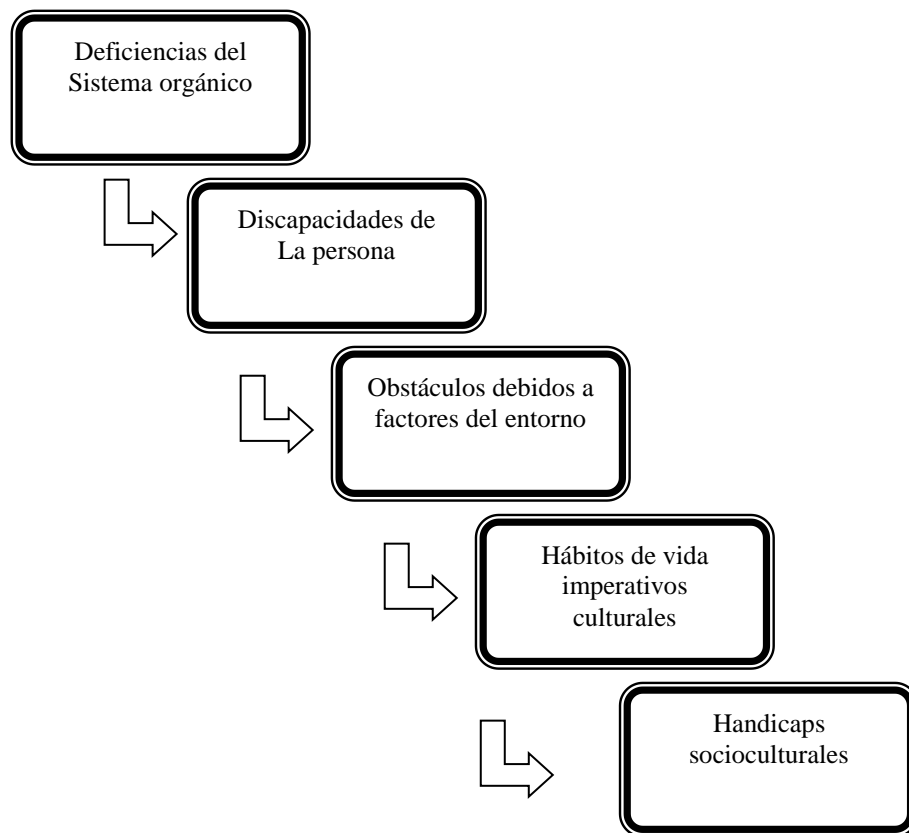 Deficiencias del
Sistema orgánico
Discapacidades de
La persona
Obstáculos debidos a
factores del entorno
Hábitos de vida
imperativos
culturales
Handicaps
socioculturales